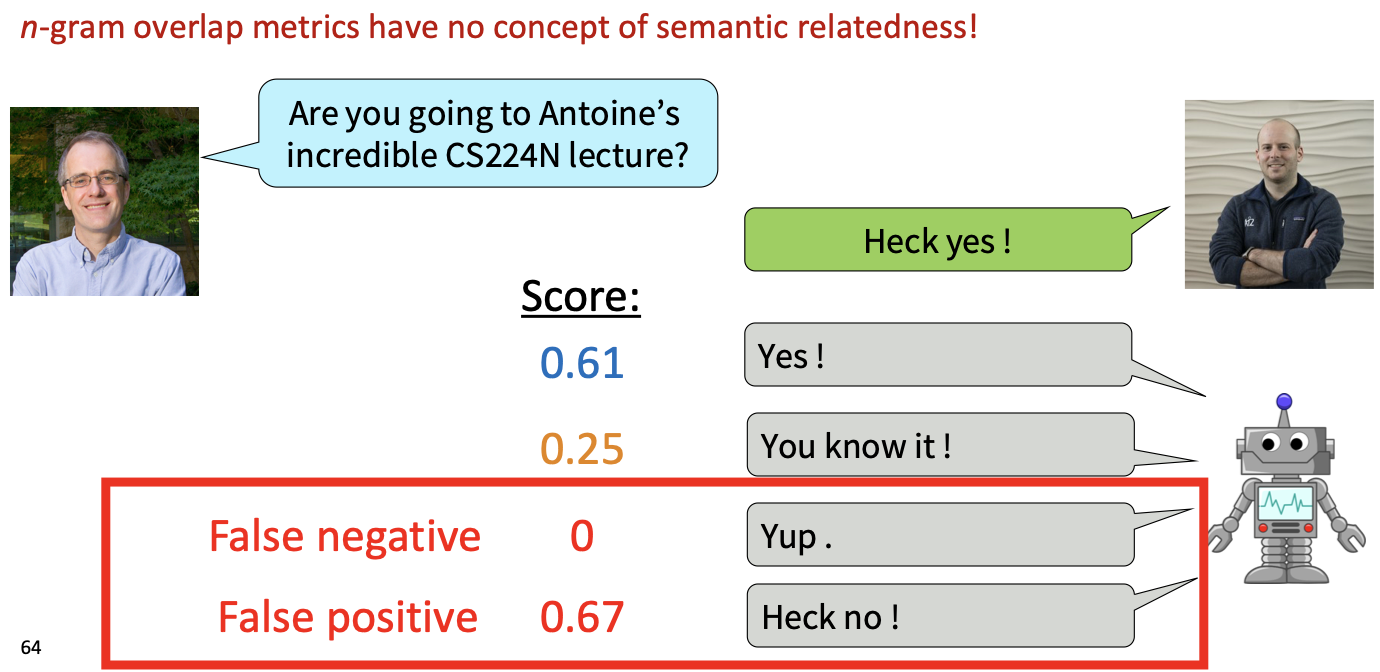 n-gram overlap metrics have no concept of semantic relatedness!
Are you going to Antoine’s
incredible CS224N lecture?
Heck yes !
Score:
0.61
Yes !
0.25
You know it !
False negative 0
Yup .
False positive 0.67
Heck no !
64